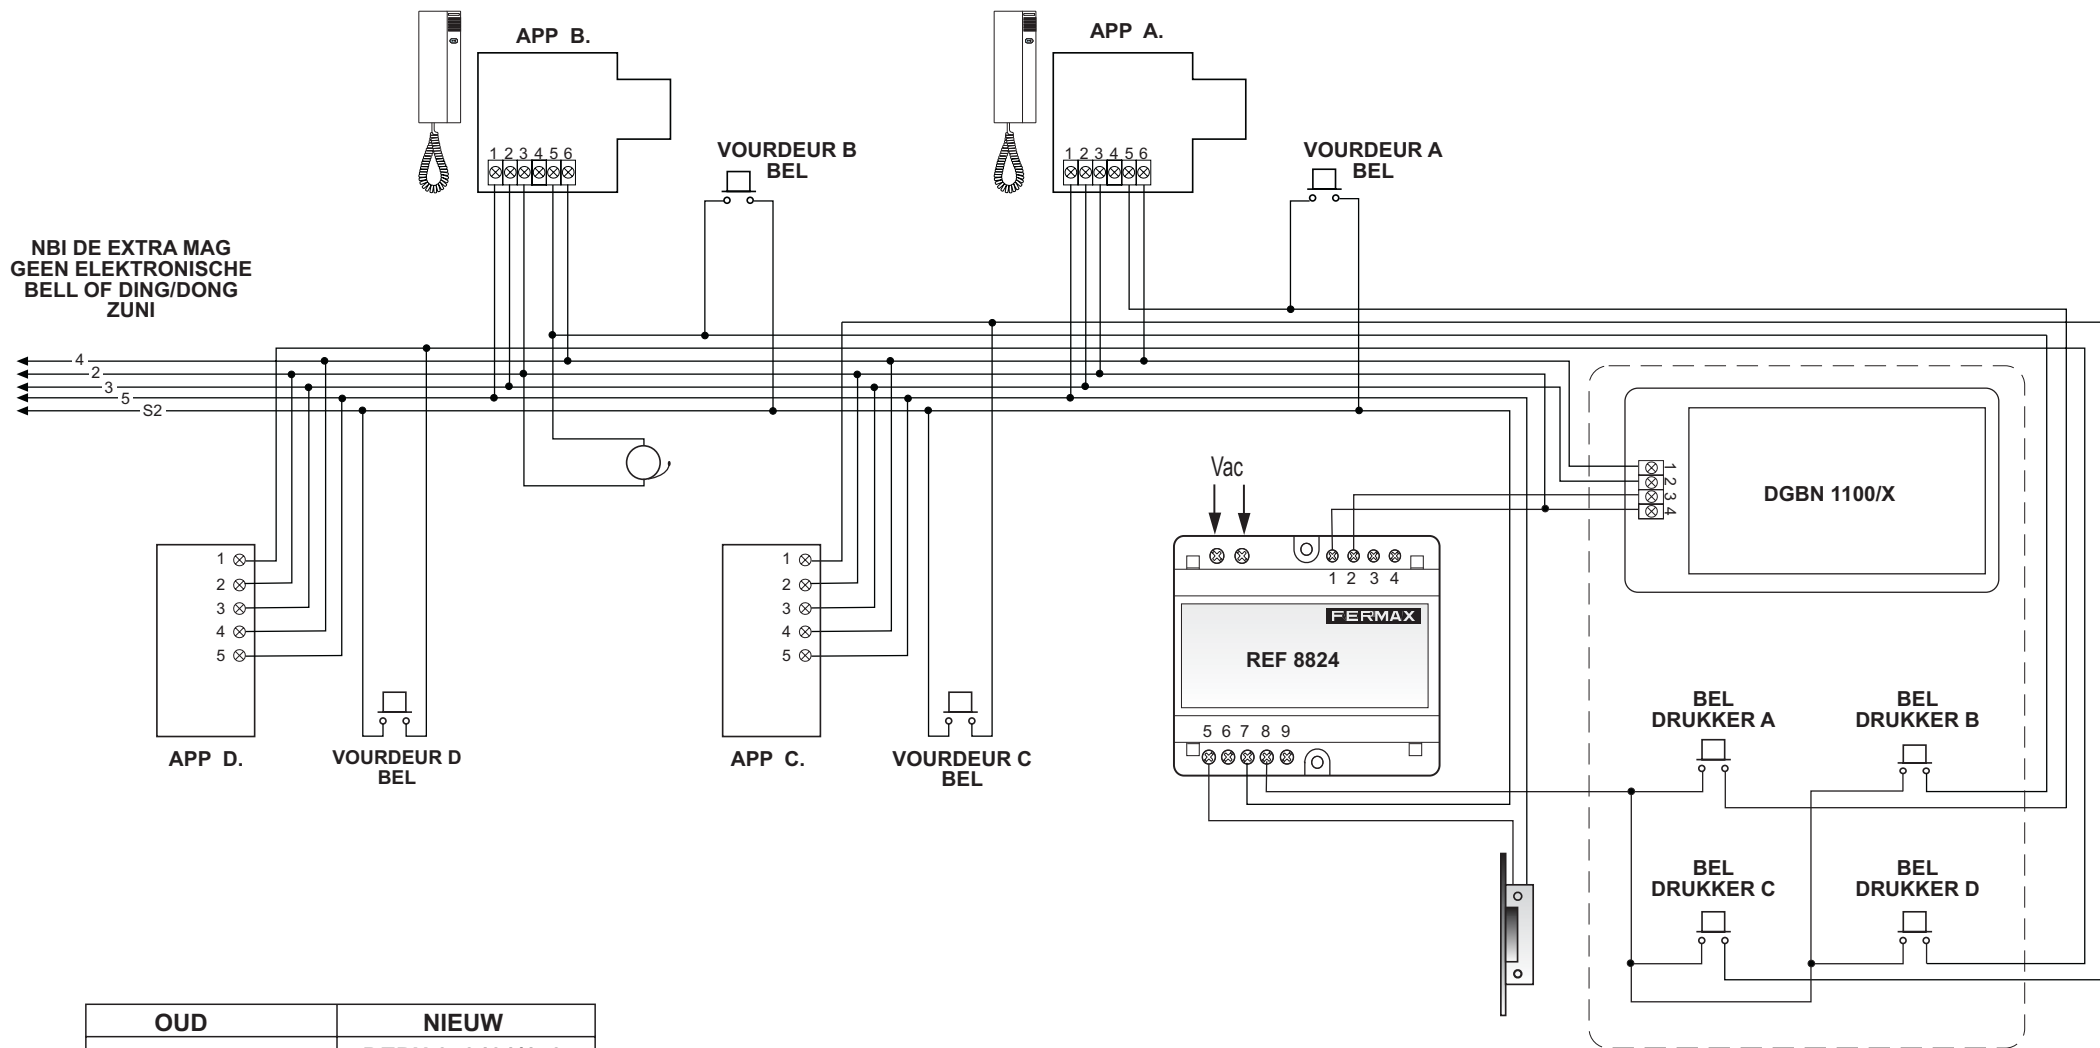 APP B.
APP A.
1 2 3 4 5 6
1 2 3 4 5 6
VOURDEUR B
BEL
VOURDEUR A
BEL
NBI DE EXTRA MAG
GEEN ELEKTRONISCHE
BELL OF DING/DONG
ZUNI
4
2
3
5
S2
Vac
1
2
3
4
DGBN 1100/X
1
2
3
4
5
APP D.
VOURDEUR D
BEL
1
2
3
4
5
APP C.
VOURDEUR C
BEL
1 2 3 4
FERMAX
REF 8824
5 6 7 8 9
BEL
DRUKKER A
BEL
DRUKKER B
BEL
DRUKKER C
BEL
DRUKKER D
OUD NIEUW